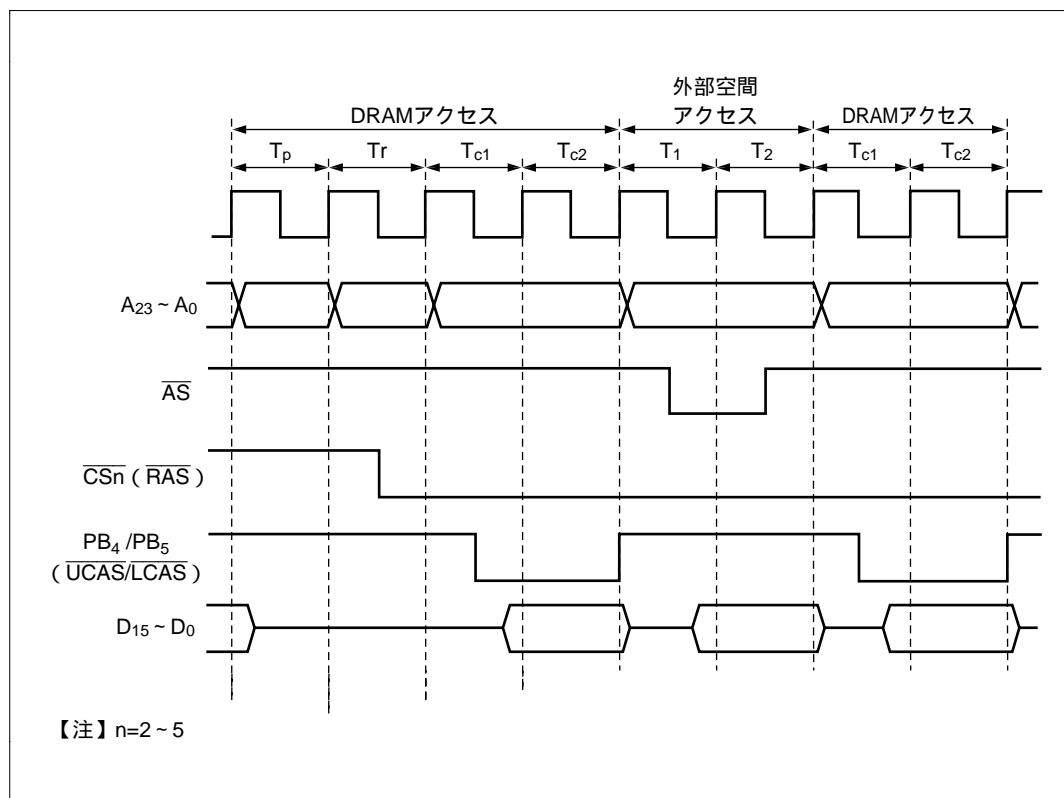 外部空間
DRAMアクセス アクセス DRAMアクセス
Tp Tr Tc1 Tc2 T1 T2 Tc1 Tc2
A23 ~ A0
AS
CSn ( RAS )
PB4 /PB5
( UCAS/LCAS )
D15 ~ D0
【注】 n=2 ~ 5